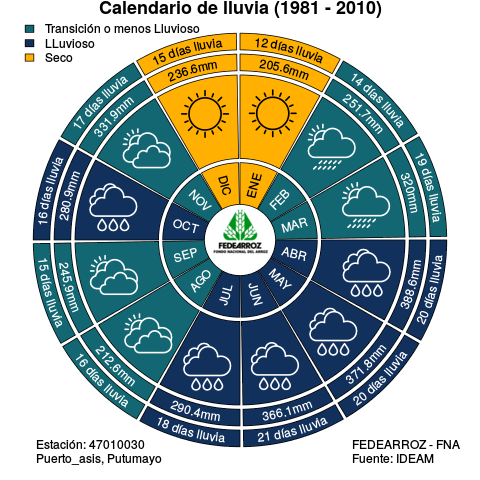 Calendario de lluvia (1981 - 2010)
Transición o menos Lluvioso
LLuvioso
Seco
12 días lluvia
205.6mm
ENE
14 días lluvia
251.7mm
FEB
19 días lluvia
320mm
MAR
20 días lluvia
388.6mm
ABR
20 días lluvia
371.8mm
MAY
21 días lluvia
366.1mm
JUN
18 días lluvia
290.4mm
JUL
16 días lluvia
212.6mm
AGO
15 días lluvia
245.9mm
SEP
16 días lluvia
280.9mm
OCT
17 días lluvia
331.9mm
NOV
15 días lluvia
236.6mm
DIC
FEDEARROZ
FONDO NACIONAL DEL ARROZ
Estación: 47010030
Puerto_asis, Putumayo
FEDEARROZ - FNA
Fuente: IDEAM